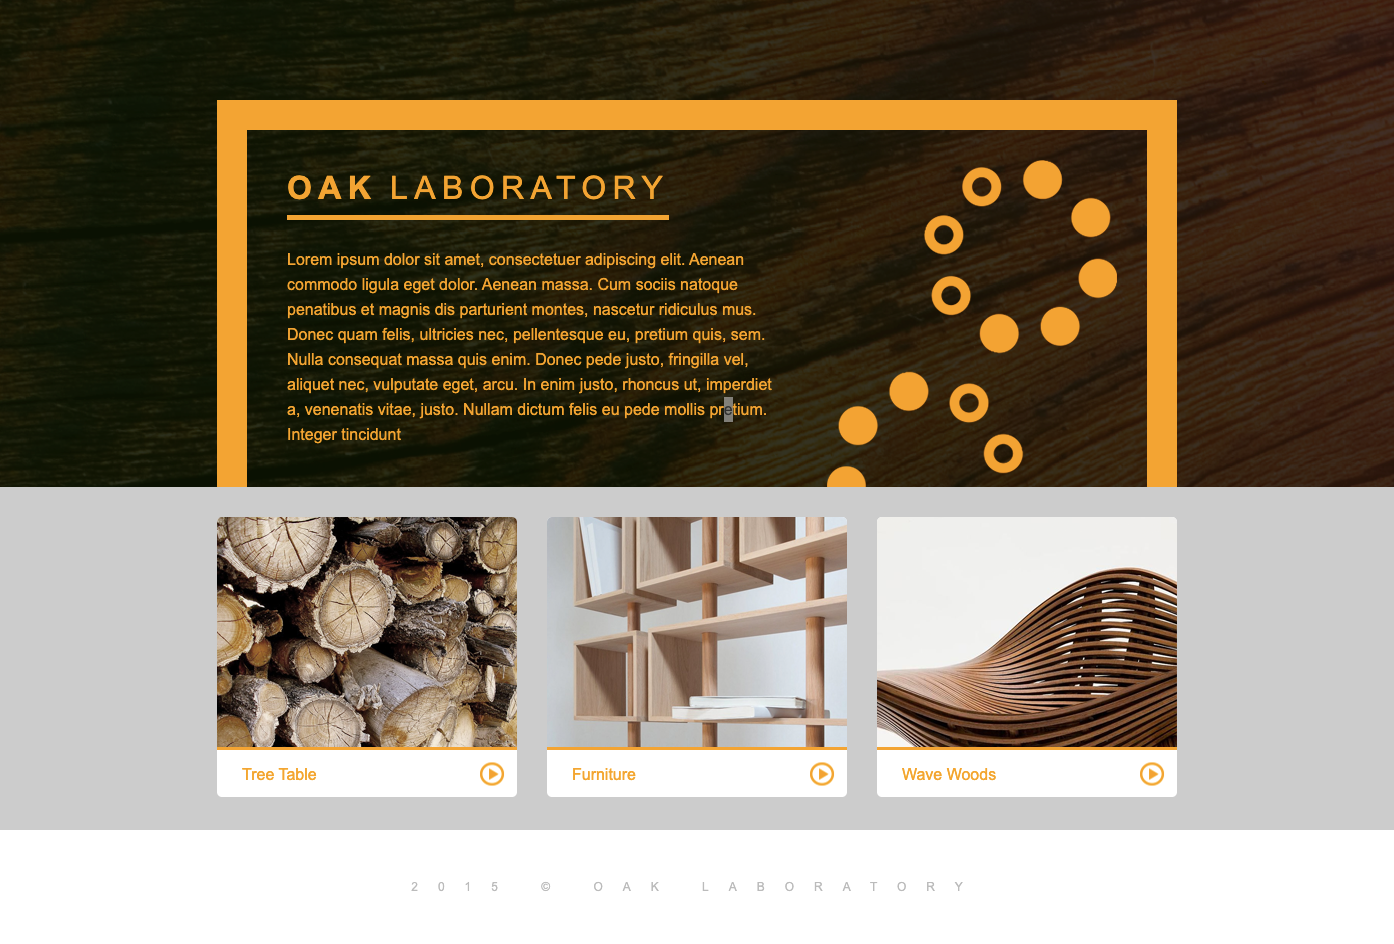 OAK LABORATORY
Lorem ipsum dolor sit amet, consectetuer adipiscing elit. Aenean
commodo ligula eget dolor. Aenean massa. Cum sociis natoque
penatibus et magnis dis parturient montes, nascetur ridiculus mus.
Donec quam felis, ultricies nec, pellentesque eu, pretium quis, sem.
Nulla consequat massa quis enim. Donec pede justo, fringilla vel,
aliquet nec, vulputate eget, arcu. In enim justo, rhoncus ut, imperdiet
a, venenatis vitae, justo. Nullam dictum felis eu pede mollis pretium.
Integer tincidunt
Tree Table
Furniture
Wave Woods
2015 © OAK LABORATORY